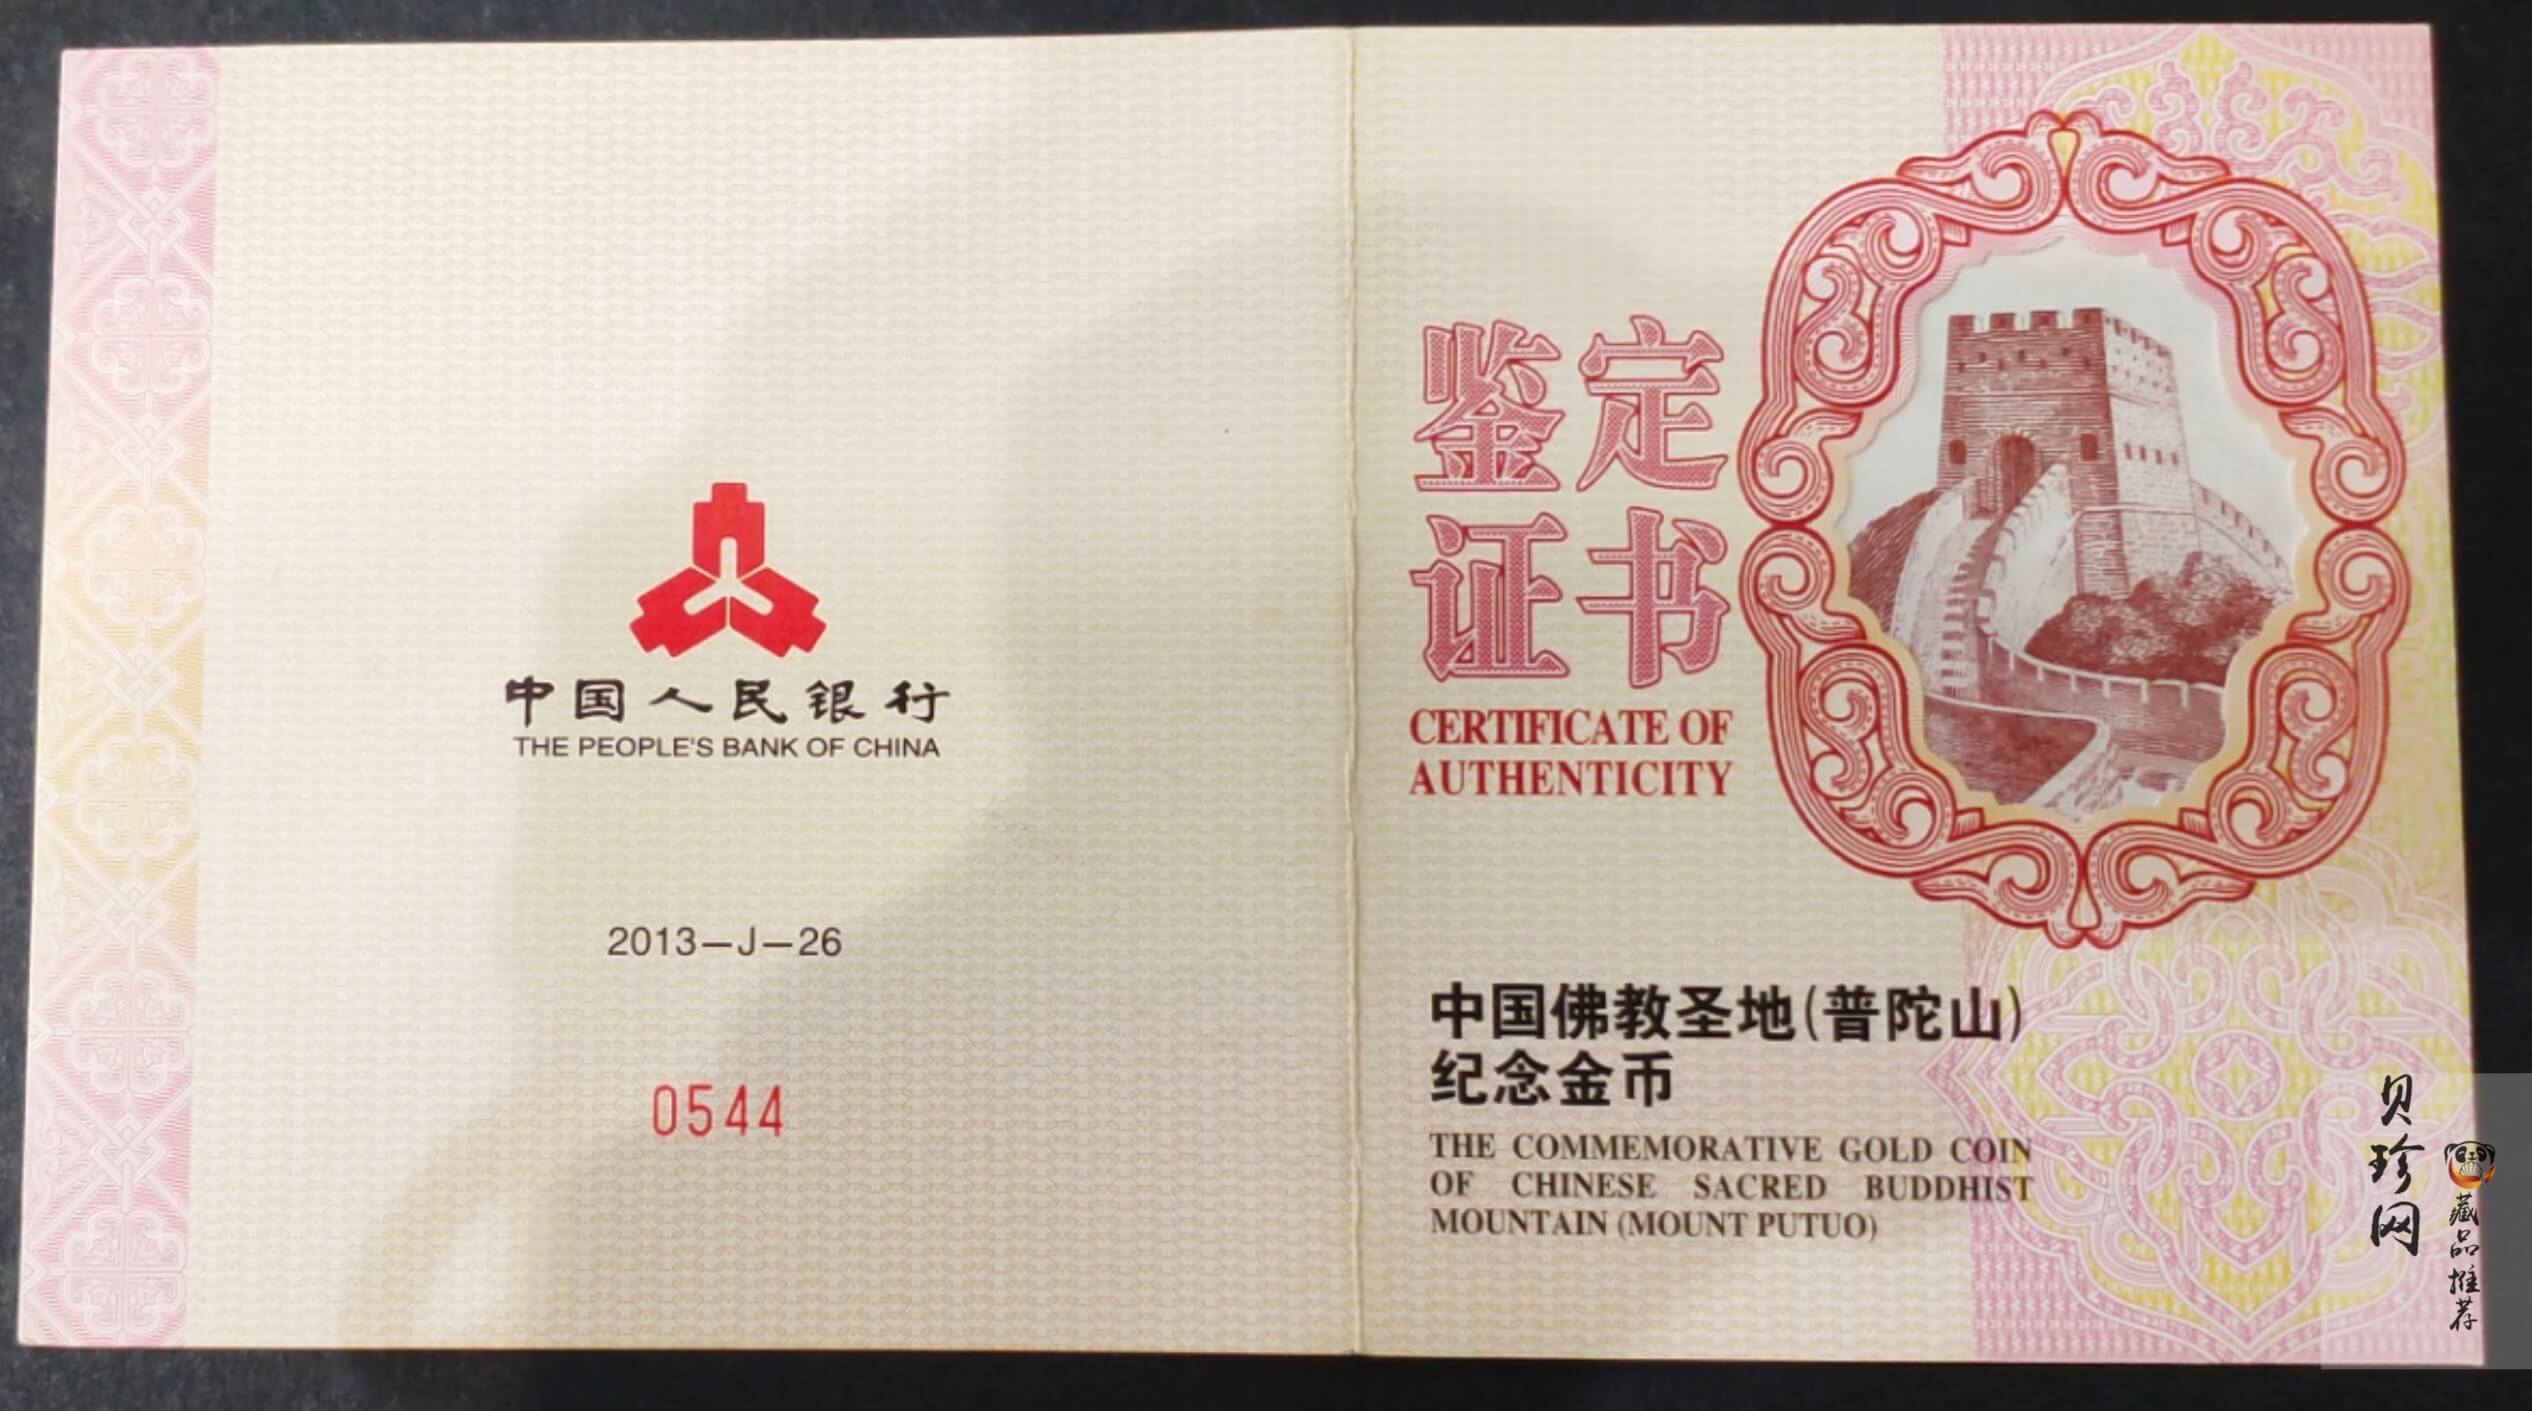 中国人民银行
THE PEOPLE'S BANK OF CHINA
2013—J—26
0544
鉴定
证书
CERTIFICATE OF
AUTHENTICITY
中国佛教圣地(普陀山)
纪念金币
THE COMMEMORATIVE GOLD COIN
OF CHINESE SACRED BUDDHIST
MOUNTAIN (MOUNT PUTUO)
贝珍网
藏品推荐